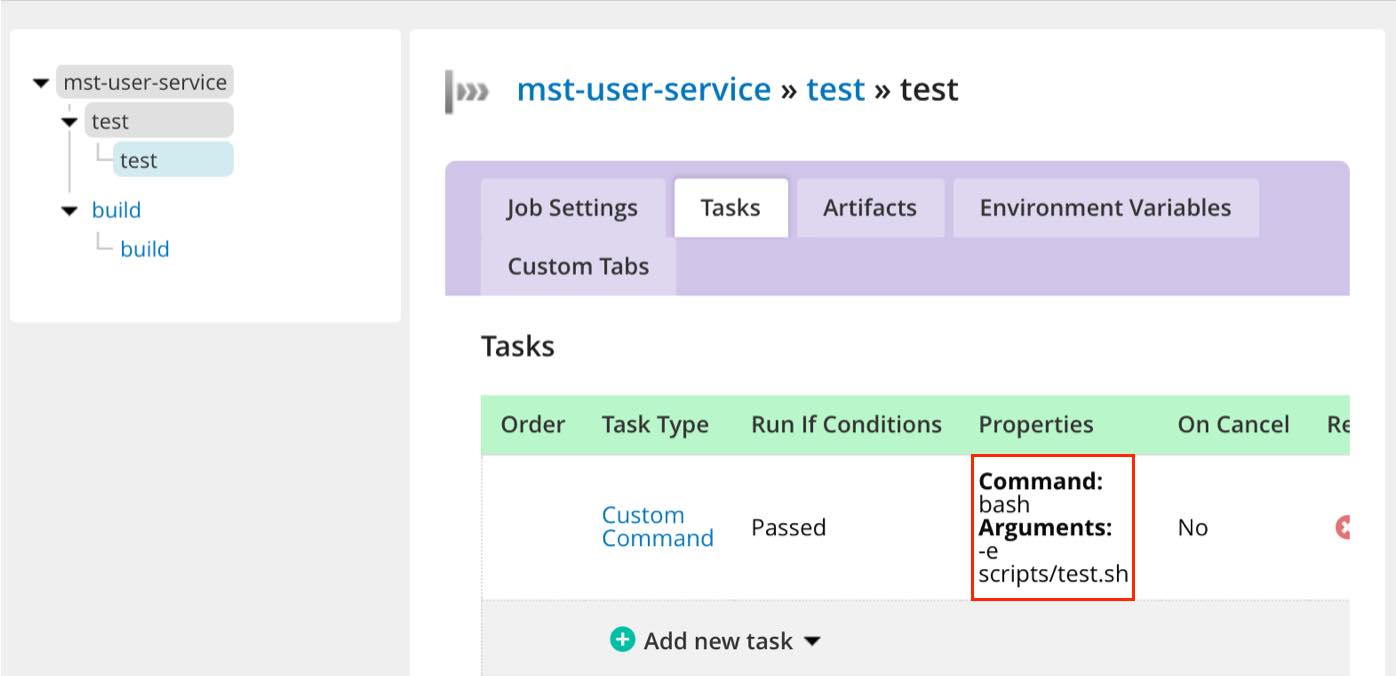 mst-user-service
test
test
build
build
mst-user-service » test » test
Job Settings
Tasks
Artifacts
Environment Variables
Custom Tabs
Tasks
Order Task Type Run If Conditions Properties On Cancel Re
Custom
Command
Passed
Command:
bash
Arguments:
-e
scripts/test.sh
No
Add new task